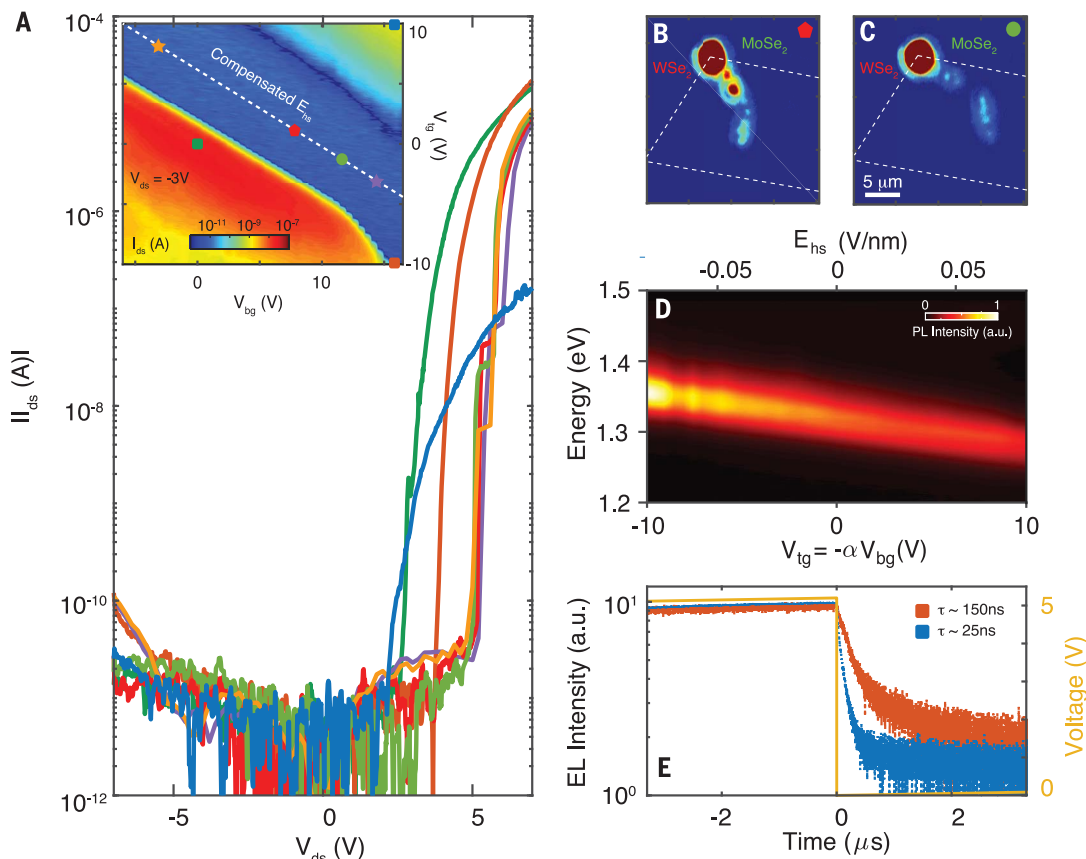 A
10⁻⁴
10⁻⁶
10⁻⁸
10⁻¹⁰
10⁻¹²
|I_ds (A)|
-5
0
5
V_ds (V)
Compensated E_hs
V_ds = -3V
10⁻¹¹ 10⁻⁹ 10⁻⁷
I_ds (A)
0
10
V_bg (V)
10
0
-10
V_tg (V)
B
MoSe₂
WSe₂
C
MoSe₂
WSe₂
5 μm
E_hs (V/nm)
-0.05
0
0.05
D
0
1
PL Intensity (a.u.)
1.5
1.4
1.3
1.2
Energy (eV)
-10
0
10
V_tg = -αV_bg(V)
10¹
10⁰
EL Intensity (a.u.)
τ ~ 150ns
τ ~ 25ns
5
0
Voltage (V)
E
-2
0
2
Time (μs)